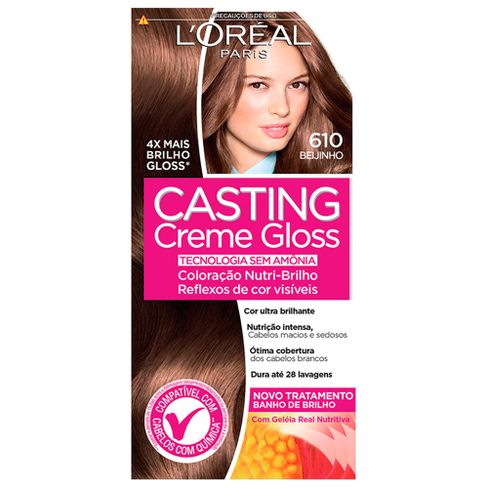 PRECAUÇÕES DE USO:
L'ORÉAL
PARIS
610
BEIJINHO
4X MAIS
BRILHO
GLOSS*
CASTING
Creme Gloss
TECNOLOGIA SEM AMÔNIA
Coloração Nutri-Brilho
Reflexos de cor visíveis
Cor ultra brilhante
Nutrição intensa,
Cabelos macios e sedosos
Ótima cobertura
dos cabelos brancos
Dura até 28 lavagens
NOVO TRATAMENTO
BANHO DE BRILHO
Com Geléia Real Nutritiva
COMPATÍVEL COM
CABELOS COM QUÍMICA